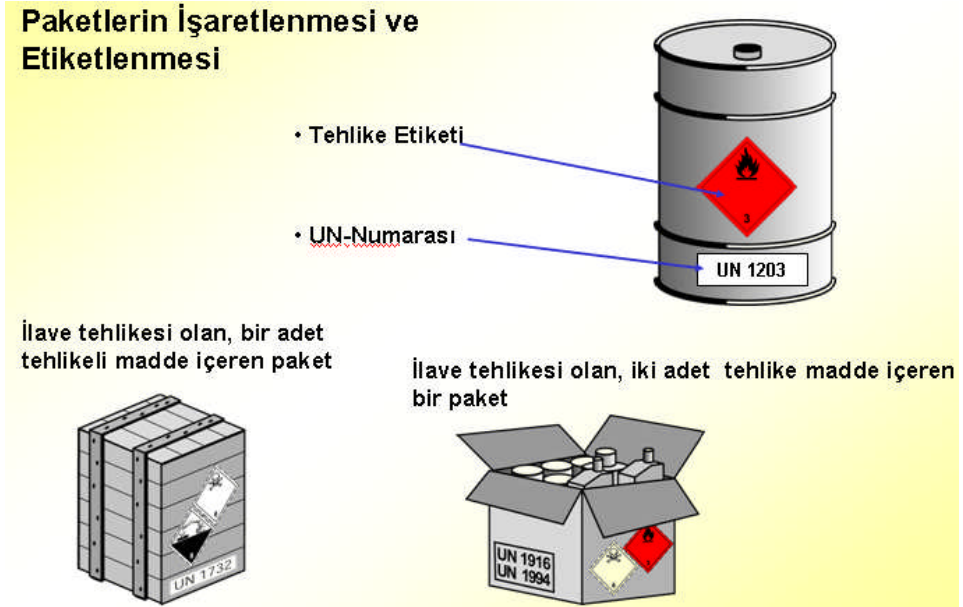 Paketlerin İşaretlenmesi ve
Etiketlenmesi
• Tehlike Etiketi
3
• UN-Numarası
UN 1203
İlave tehlikesi olan, bir adet
tehlikeli madde içeren paket
İlave tehlikesi olan, iki adet tehlike madde içeren
bir paket
UN 1732
UN 1916
UN 1994